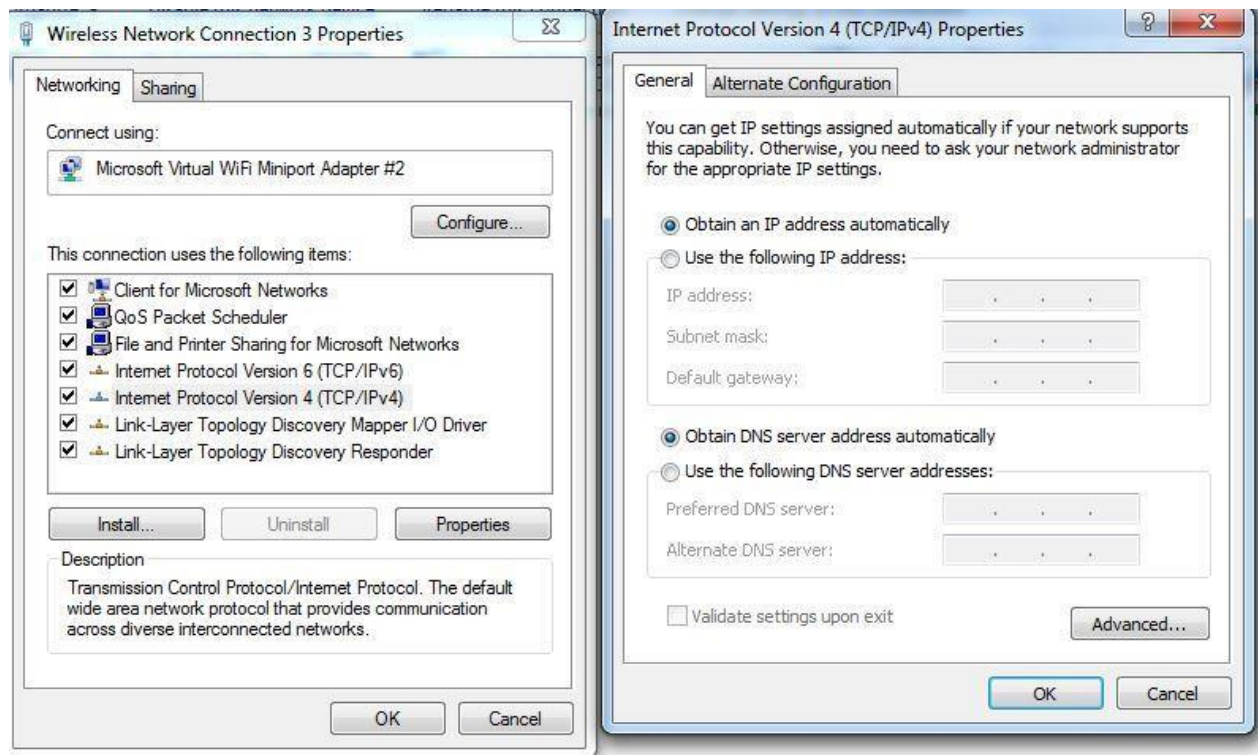 Wireless Network Connection 3 Properties
Networking
Sharing
Connect using:
Microsoft Virtual WiFi Miniport Adapter #2
Configure...
This connection uses the following items:
Client for Microsoft Networks
QoS Packet Scheduler
File and Printer Sharing for Microsoft Networks
Internet Protocol Version 6 (TCP/IPv6)
Internet Protocol Version 4 (TCP/IPv4)
Link-Layer Topology Discovery Mapper I/O Driver
Link-Layer Topology Discovery Responder
Install...
Uninstall
Properties
Description
Transmission Control Protocol/Internet Protocol. The default
wide area network protocol that provides communication
across diverse interconnected networks.
OK
Cancel
Internet Protocol Version 4 (TCP/IPv4) Properties
General
Alternate Configuration
You can get IP settings assigned automatically if your network supports
this capability. Otherwise, you need to ask your network administrator
for the appropriate IP settings.
Obtain an IP address automatically
Use the following IP address:
IP address:
Subnet mask:
Default gateway:
Obtain DNS server address automatically
Use the following DNS server addresses:
Preferred DNS server:
Alternate DNS server:
Validate settings upon exit
Advanced...
OK
Cancel